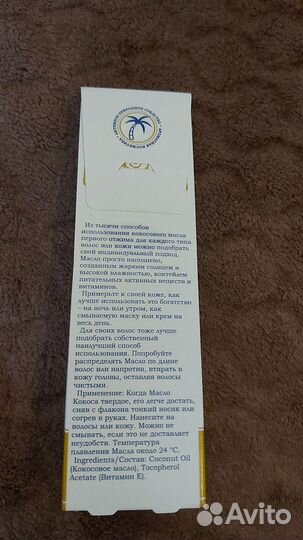 АКТИВНОЕ ПРИРОДНОЕ СРЕДСТВО •
Из тысячи способов
использования кокосового масла
первого отжима для каждого типа
волос или кожи можно подобрать
свой индивидуальный подход.
Масло просто наполнено,
созданным жарким солнцем и
высокой влажностью, коктейлем
питательных активных веществ и
витаминов.
Примерьте к своей коже, как
лучше использовать это богатство
- на ночь или утром, как
смываемую маску или крем на
весь день.
Для своих волос тоже лучше
подобрать собственный
наилучший способ
использования. Попробуйте
распределять Масло по длине
волос или напротив, втирать в
кожу головы, оставляя волосы
чистыми.
Применение: Когда Масло
Кокоса твердое, его легче достать,
сняв с флакона тонкий носик или
согрев в руках. Нанесите на
волосы или кожу. Можно не
смывать, если это не доставляет
неудобств. Температура
плавления Масла около 24 °C.
Ingredients/Состав: Coconut Oil
(Кокосовое масло), Tocopherol
Acetate (Витамин Е).
Avito